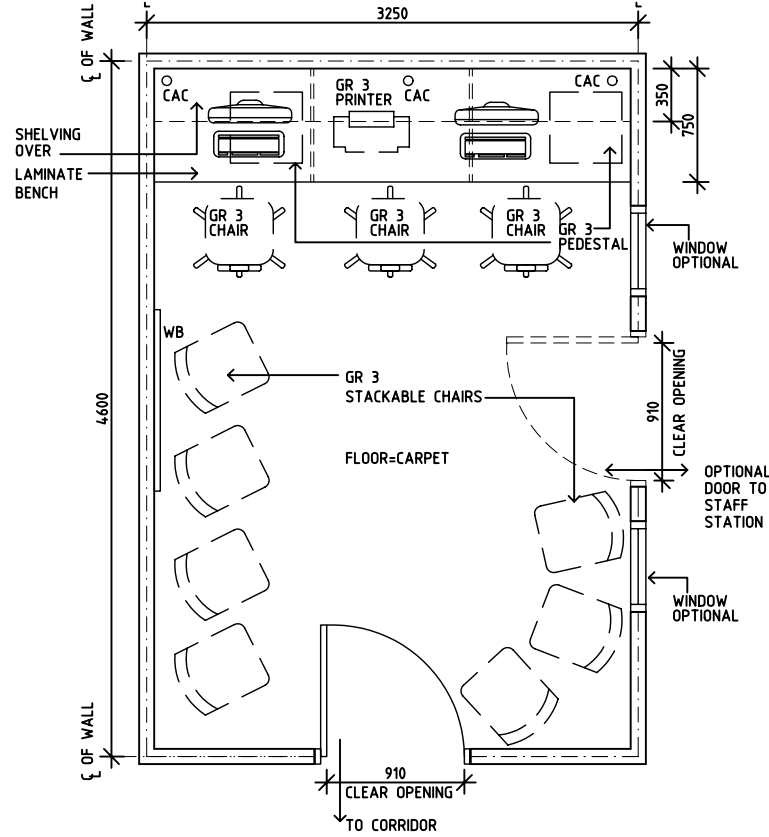 3250
℄ OF WALL
CAC
GR 3
PRINTER
CAC
CAC
350
750
SHELVING
OVER
LAMINATE
BENCH
GR 3
CHAIR
GR 3
CHAIR
GR 3
CHAIR
GR 3
PEDESTAL
WINDOW
OPTIONAL
WB
GR 3
STACKABLE CHAIRS
4600
910
CLEAR OPENING
FLOOR=CARPET
OPTIONAL
DOOR TO
STAFF
STATION
WINDOW
OPTIONAL
℄ OF WALL
910
CLEAR OPENING
TO CORRIDOR